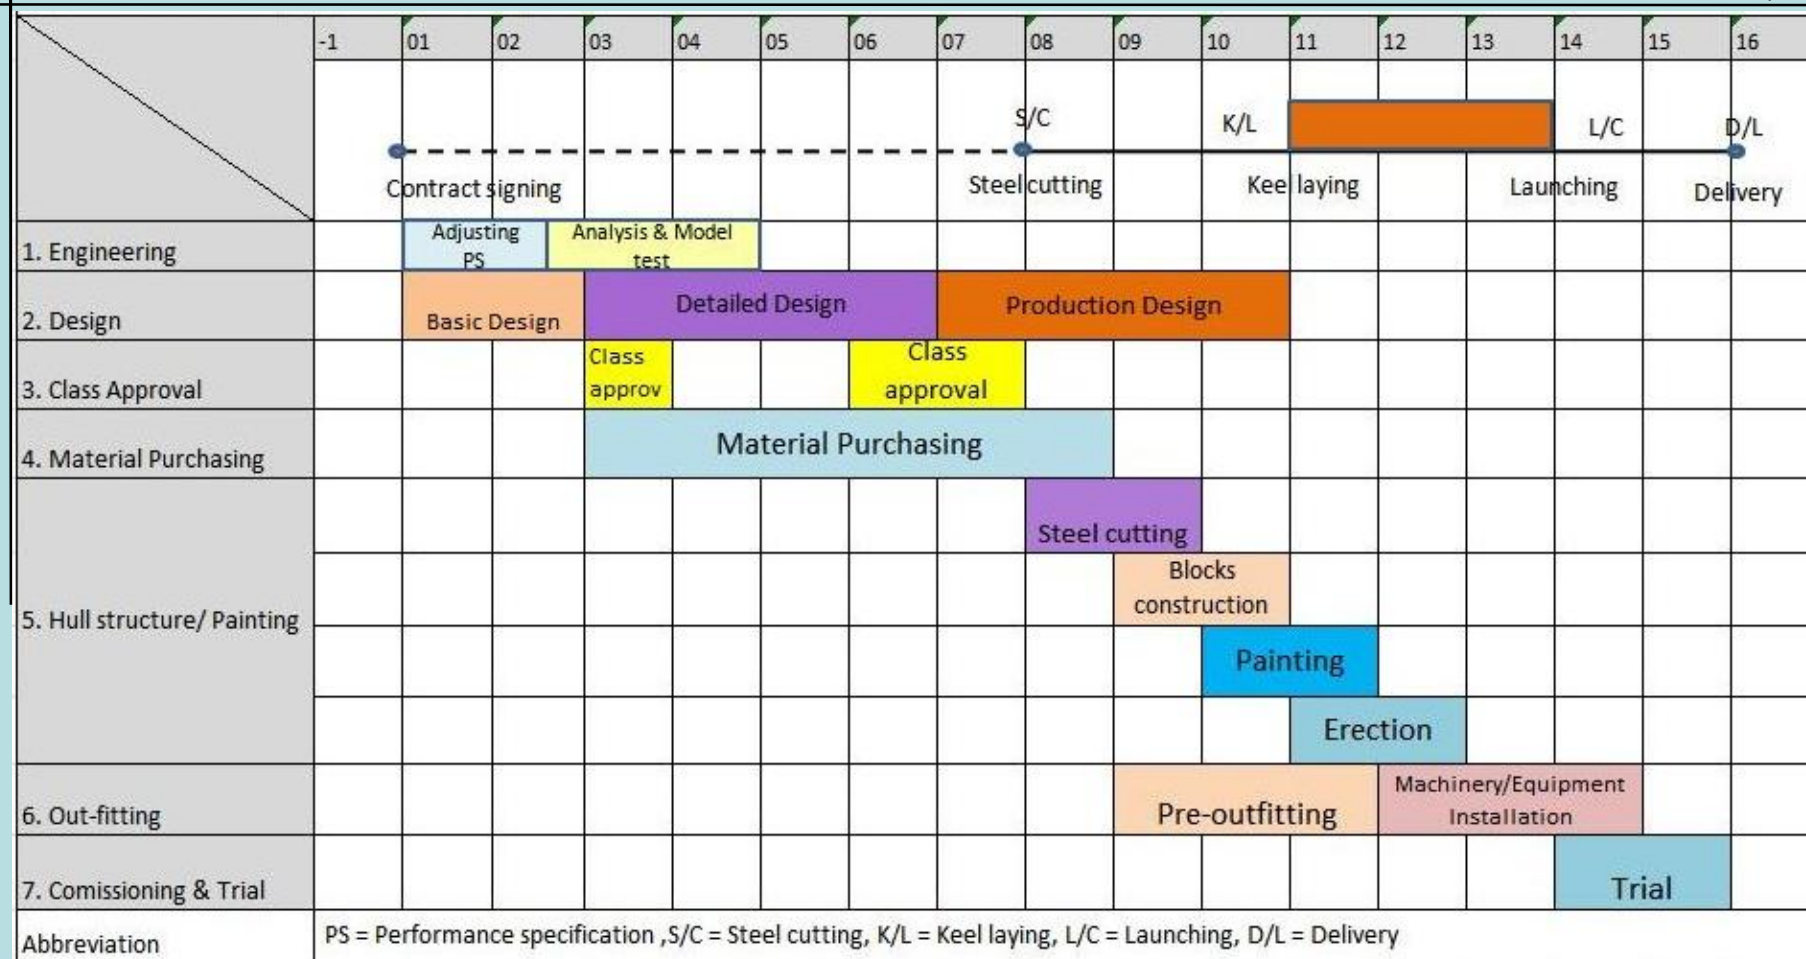 -1 01 02 03 04 05 06 07 08 09 10 11 12 13 14 15 16
S/C K/L L/C D/L
Contract signing Steel cutting Keel laying Launching Delivery
1. Engineering
Adjusting
PS
Analysis & Model
test
2. Design
Basic Design
Detailed Design
Production Design
3. Class Approval
Class
approv
Class
approval
4. Material Purchasing
Material Purchasing
5. Hull structure/ Painting
Steel cutting
Blocks
construction
Painting
Erection
6. Out-fitting
Pre-outfitting
Machinery/Equipment
Installation
7. Comissioning & Trial
Trial
Abbreviation
PS = Performance specification ,S/C = Steel cutting, K/L = Keel laying, L/C = Launching, D/L = Delivery